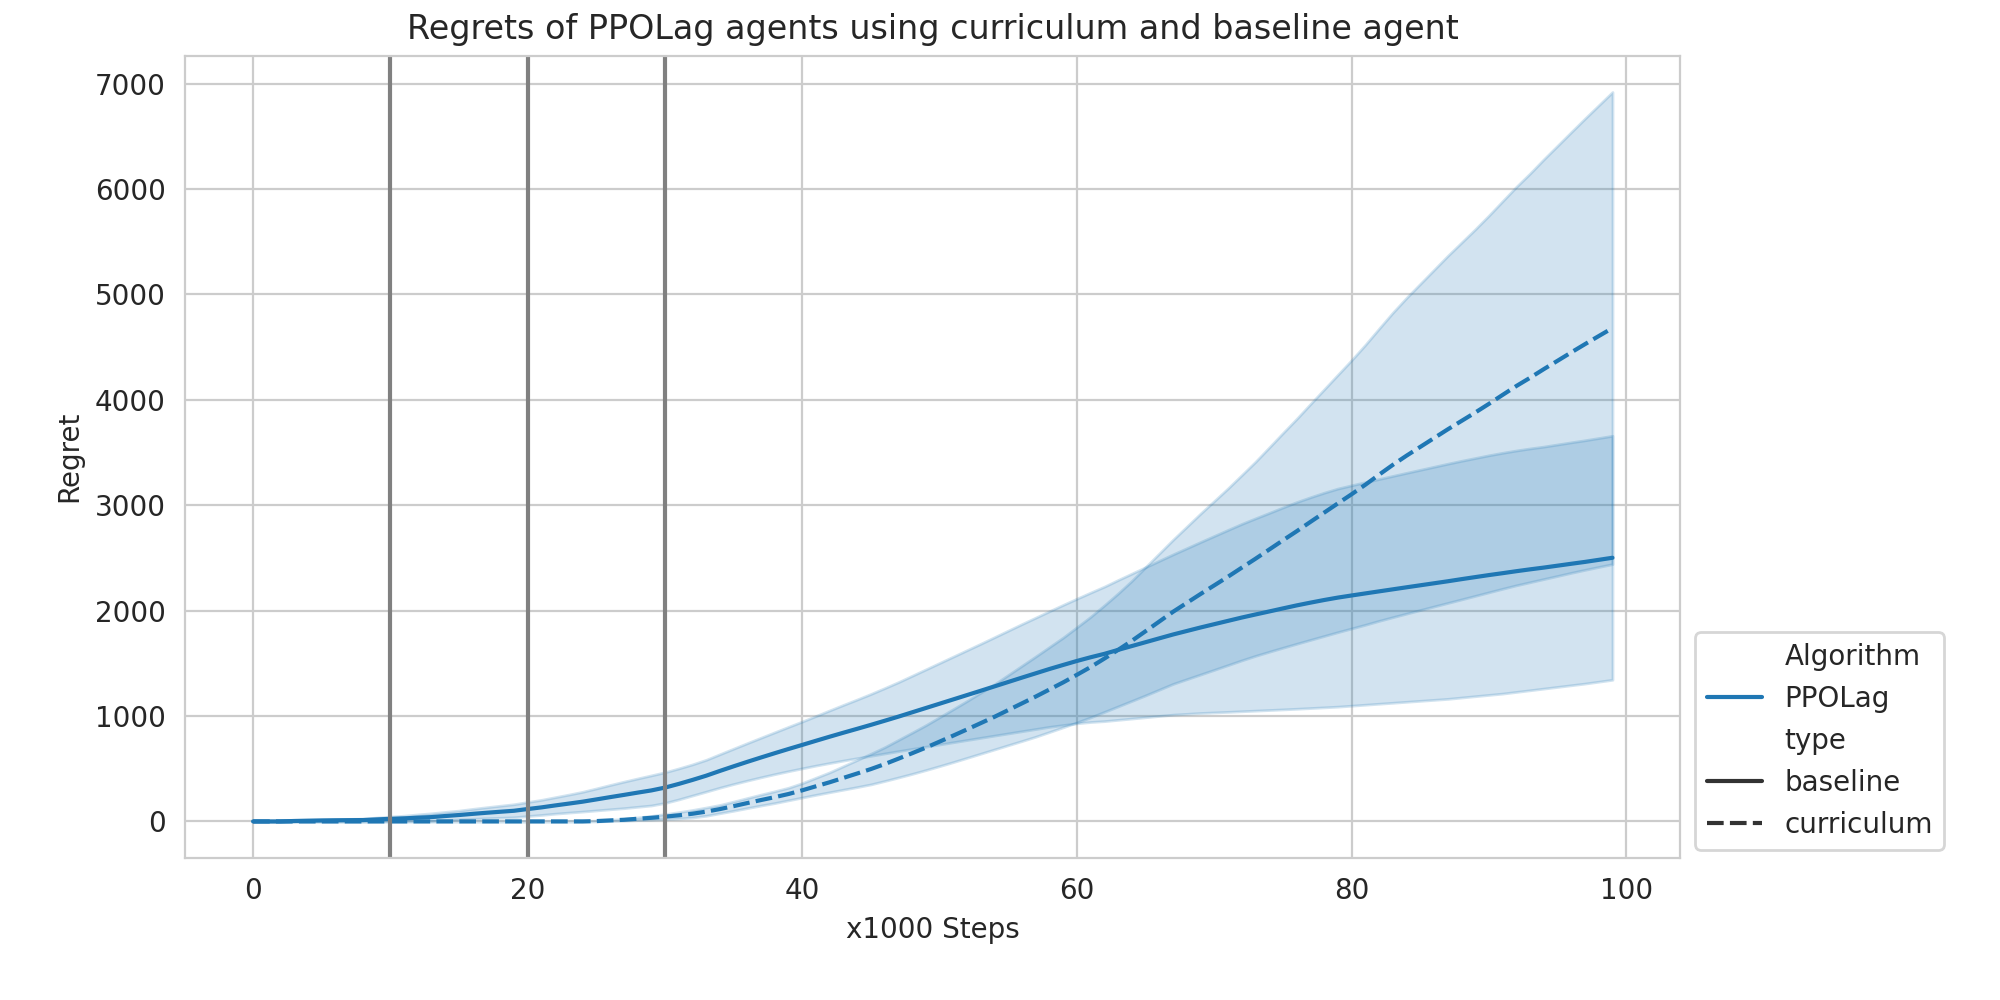 Regrets of PPOLag agents using curriculum and baseline agent
7000
6000
5000
4000
3000
2000
1000
0
Regret
0 20 40 60 80 100
x1000 Steps
Algorithm
PPOLag
type
baseline
curriculum